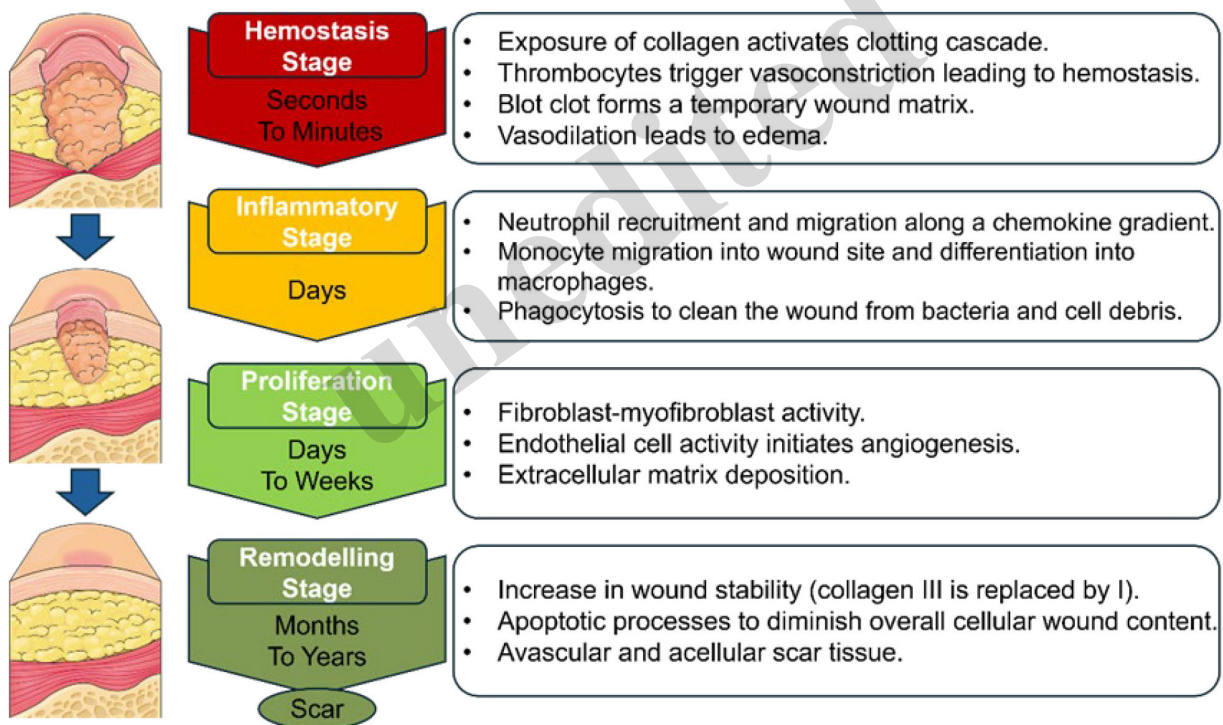 Hemostasis
Stage
Seconds
To Minutes
• Exposure of collagen activates clotting cascade.
• Thrombocytes trigger vasoconstriction leading to hemostasis.
• Blot clot forms a temporary wound matrix.
• Vasodilation leads to edema.
Inflammatory
Stage
Days
• Neutrophil recruitment and migration along a chemokine gradient.
• Monocyte migration into wound site and differentiation into
macrophages.
• Phagocytosis to clean the wound from bacteria and cell debris.
Proliferation
Stage
Days
To Weeks
• Fibroblast-myofibroblast activity.
• Endothelial cell activity initiates angiogenesis.
• Extracellular matrix deposition.
Remodelling
Stage
Months
To Years
Scar
• Increase in wound stability (collagen III is replaced by I).
• Apoptotic processes to diminish overall cellular wound content.
• Avascular and acellular scar tissue.
unedited